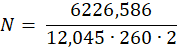 N = 6226,586 / 12,045 · 260 · 2